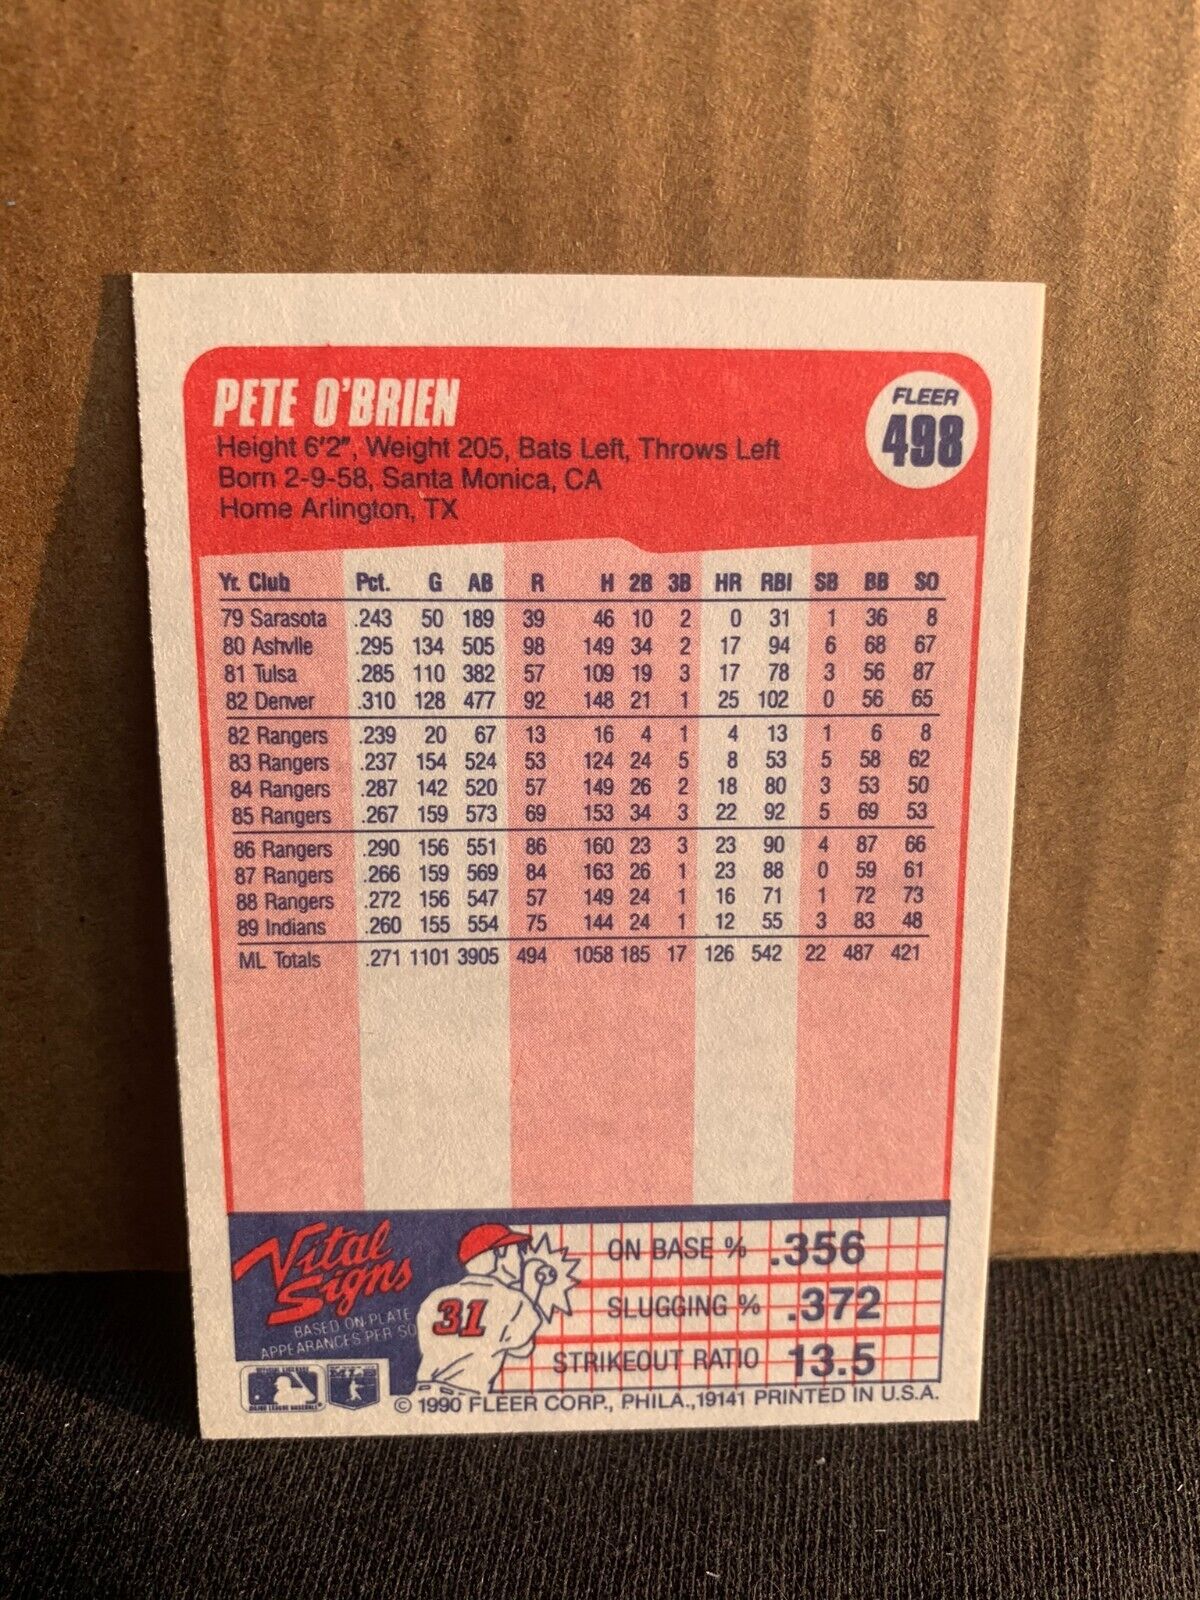 PETE O'BRIEN
FLEER
498
Height 6'2", Weight 205, Bats Left, Throws Left
Born 2-9-58, Santa Monica, CA
Home Arlington, TX
Yr. Club Pct. G AB R H 2B 3B HR RBI SB BB SO
79 Sarasota .243 50 189 39 46 10 2 0 31 1 36 8
80 Ashvlle .295 134 505 98 149 34 2 17 94 6 68 67
81 Tulsa .285 110 382 57 109 19 3 17 78 3 56 87
82 Denver .310 128 477 92 148 21 1 25 102 0 56 65
82 Rangers .239 20 67 13 16 4 1 4 13 1 6 8
83 Rangers .237 154 524 53 124 24 5 8 53 5 58 62
84 Rangers .287 142 520 57 149 26 2 18 80 3 53 50
85 Rangers .267 159 573 69 153 34 3 22 92 5 69 53
86 Rangers .290 156 551 86 160 23 3 23 90 4 87 66
87 Rangers .266 159 569 84 163 26 1 23 88 0 59 61
88 Rangers .272 156 547 57 149 24 1 16 71 1 72 73
89 Indians .260 155 554 75 144 24 1 12 55 3 83 48
ML Totals .271 1101 3905 494 1058 185 17 126 542 22 487 421
Vital
Signs
BASED ON PLATE
APPEARANCES PER SO
31
ON BASE % .356
SLUGGING % .372
STRIKEOUT RATIO 13.5
© 1990 FLEER CORP., PHILA.,19141 PRINTED IN U.S.A.